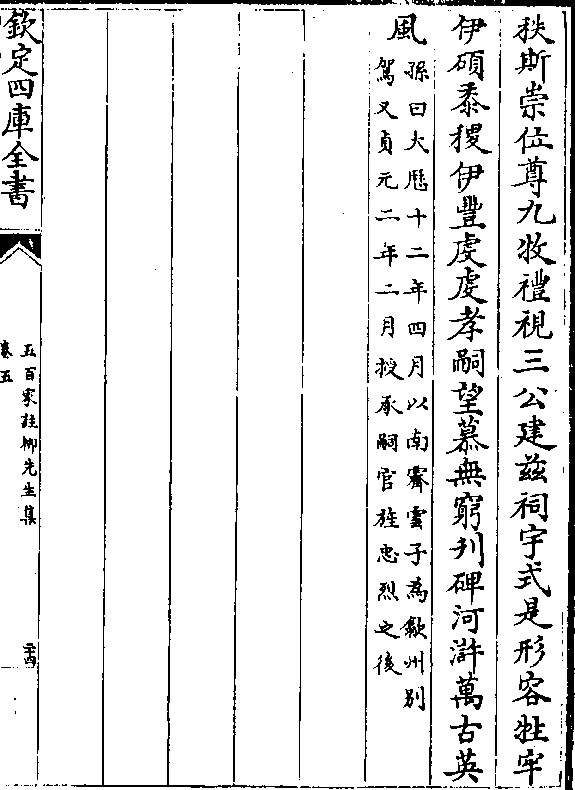 秩斯崇位尊九牧禮視三公建兹祠宇式是形容牲牢
伊碩黍稷伊豐虔虔孝嗣望慕無窮刋碑河滸萬古英
風
孫曰大厯十二年四月以南霽雲子為歙州别
駕又貞元二年二月授承嗣官旌忠烈之後
欽定四庫全書
五百家註柳先生集
卷五
二十四